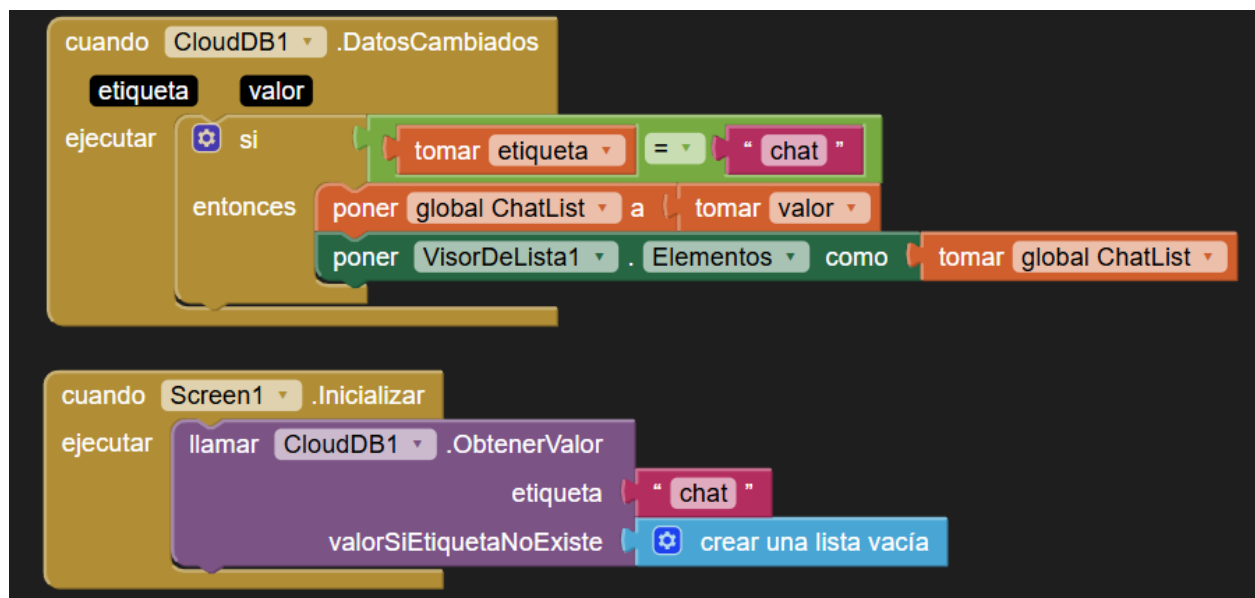 cuando CloudDB1 .DatosCambiados
etiqueta valor
ejecutar si tomar etiqueta = “ chat ”
entonces poner global ChatList a tomar valor
poner VisorDeLista1 . Elementos como tomar global ChatList
cuando Screen1 .Inicializar
ejecutar llamar CloudDB1 .ObtenerValor
etiqueta “ chat ”
valorSiEtiquetaNoExiste crear una lista vacía